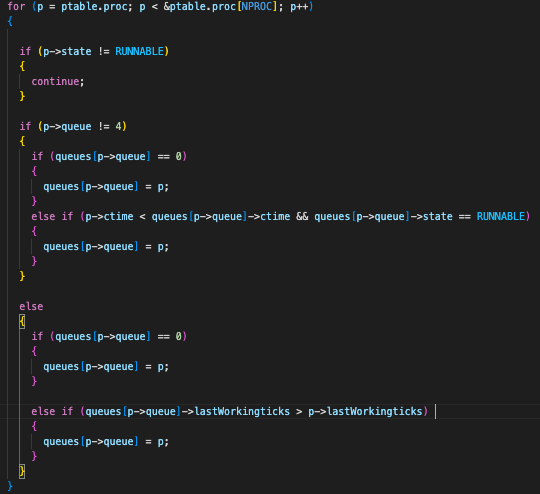 for (p = ptable.proc; p < &ptable.proc[NPROC]; p++)
{
if (p->state != RUNNABLE)
{
continue;
}
if (p->queue != 4)
{
if (queues[p->queue] == 0)
{
queues[p->queue] = p;
}
else if (p->ctime < queues[p->queue]->ctime && queues[p->queue]->state == RUNNABLE)
{
queues[p->queue] = p;
}
}
else
{
if (queues[p->queue] == 0)
{
queues[p->queue] = p;
}
else if (queues[p->queue]->lastWorkingticks > p->lastWorkingticks)
{
queues[p->queue] = p;
}
}
}